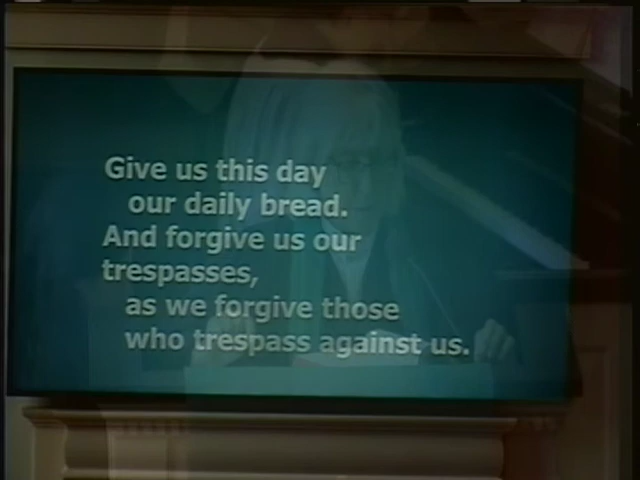 Give us this day
our daily bread.
And forgive us our
trespasses,
as we forgive those
who trespass against us.